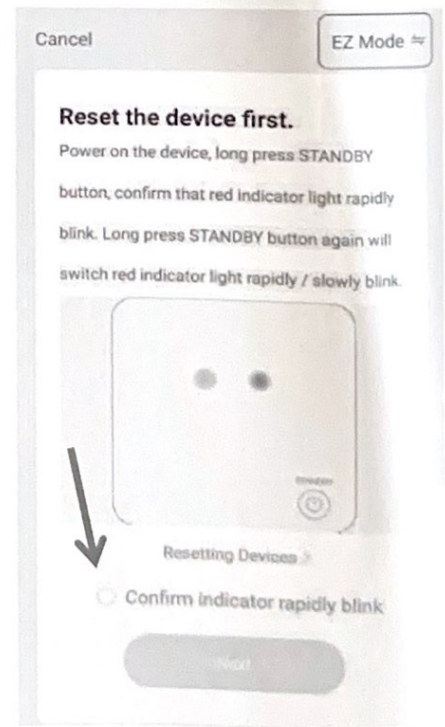 Cancel
EZ Mode ⇋
Reset the device first.
Power on the device, long press STANDBY
button, confirm that red indicator light rapidly
blink. Long press STANDBY button again will
switch red indicator light rapidly / slowly blink.
Resetting Devices >
Confirm indicator rapidly blink
Next